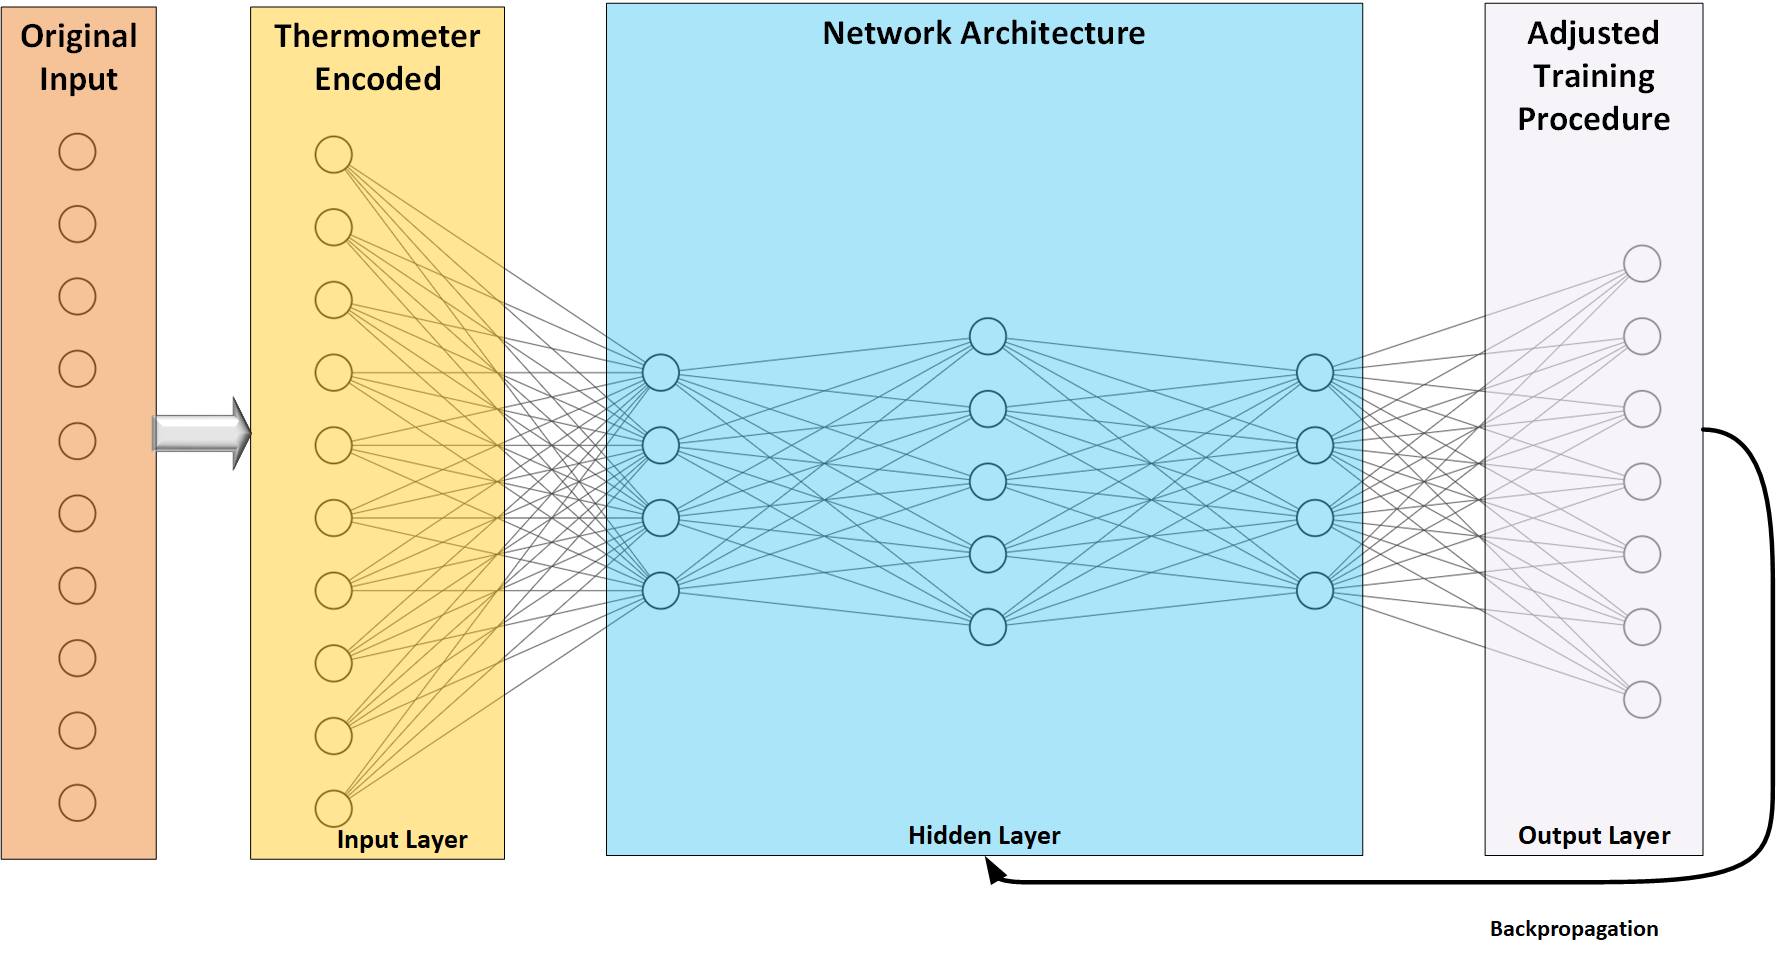 Original
Input
Thermometer
Encoded
Network Architecture
Adjusted
Training
Procedure
Input Layer
Hidden Layer
Output Layer
Backpropagation